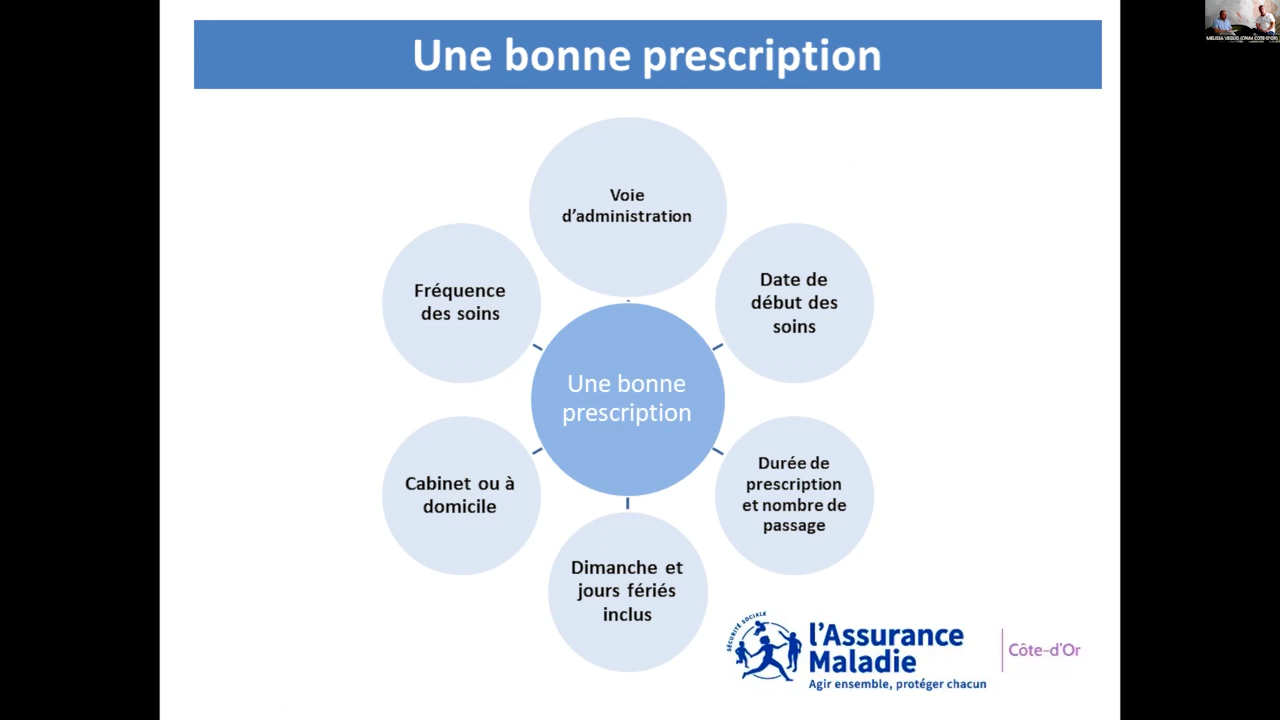 Une bonne prescription
Voie
d'administration
Date de
début des
soins
Durée de
prescription
et nombre de
passage
Dimanche et
jours fériés
inclus
Cabinet ou à
domicile
Fréquence
des soins
Une bonne
prescription
SÉCURITÉ SOCIALE
l'Assurance
Maladie
Agir ensemble, protéger chacun
Côte-d'Or